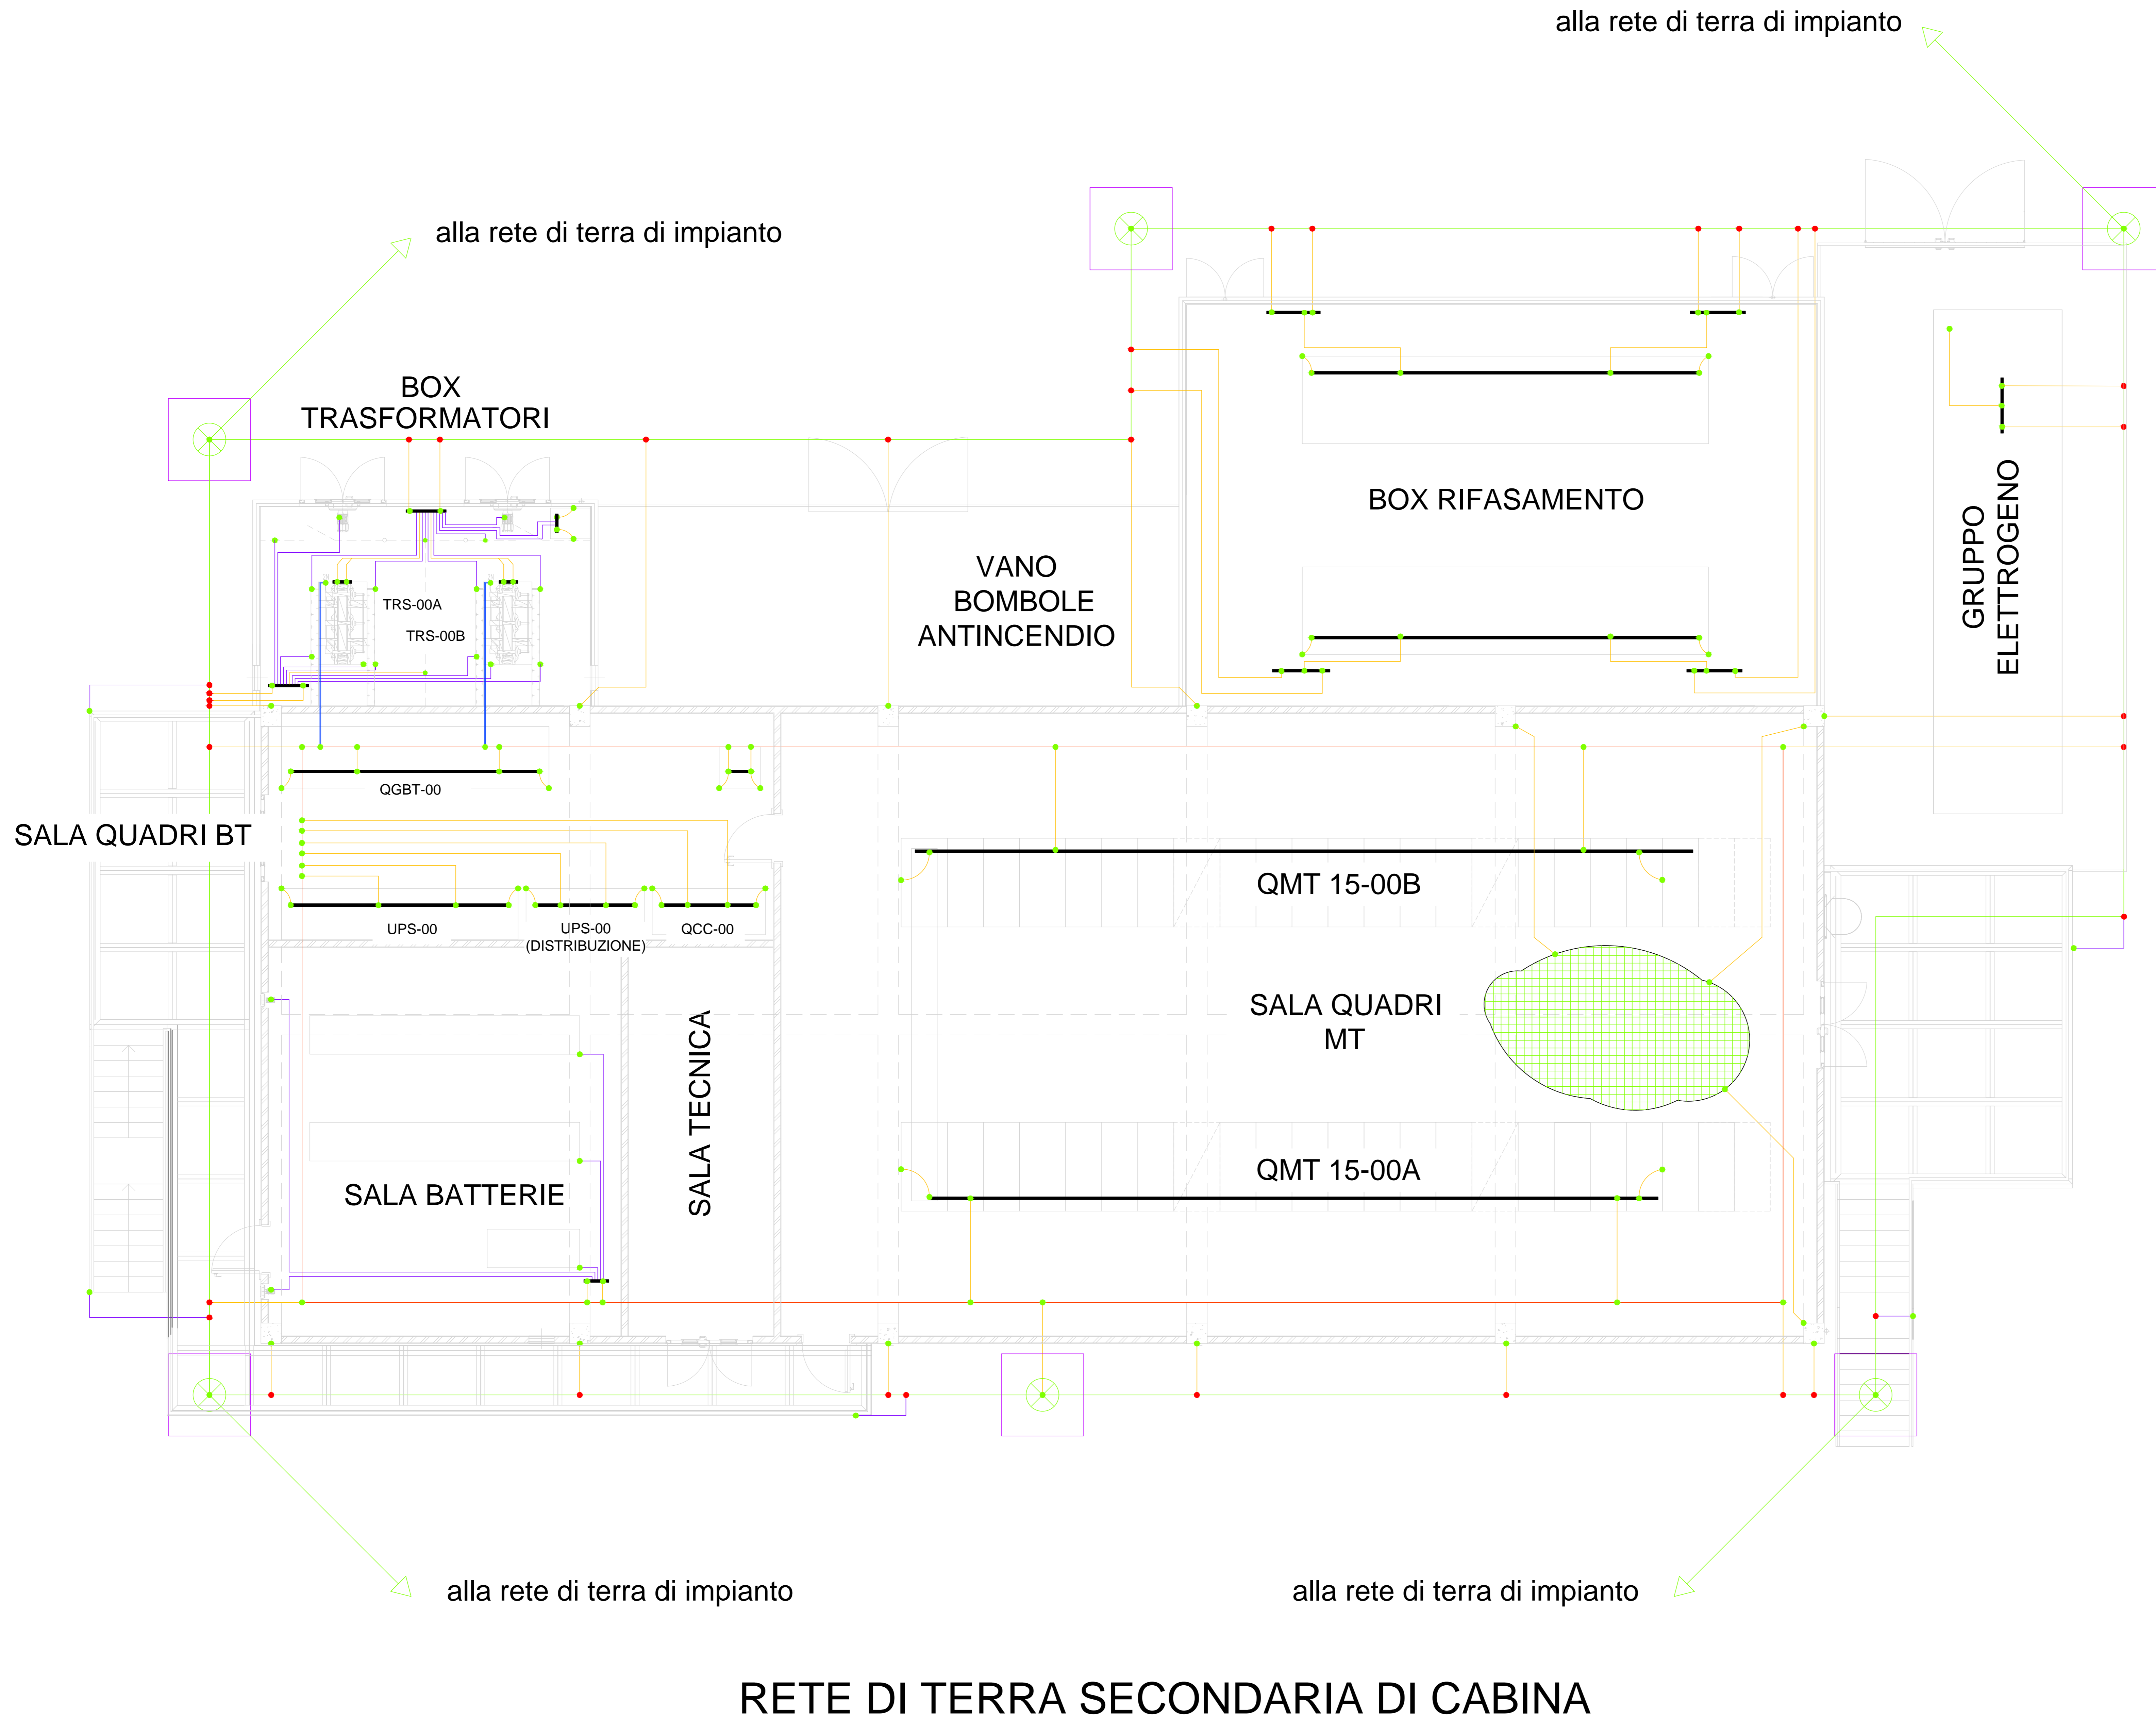 alla rete di terra di impianto
alla rete di terra di impianto
BOX
TRASFORMATORI
BOX RIFASAMENTO
GRUPPO
ELETTROGENO
VANO
BOMBOLE
ANTINCENDIO
TRS-00A
TRS-00B
QGBT-00
SALA QUADRI BT
QMT 15-00B
UPS-00
UPS-00
(DISTRIBUZIONE)
QCC-00
SALA QUADRI
MT
SALA TECNICA
QMT 15-00A
SALA BATTERIE
alla rete di terra di impianto
alla rete di terra di impianto
RETE DI TERRA SECONDARIA DI CABINA